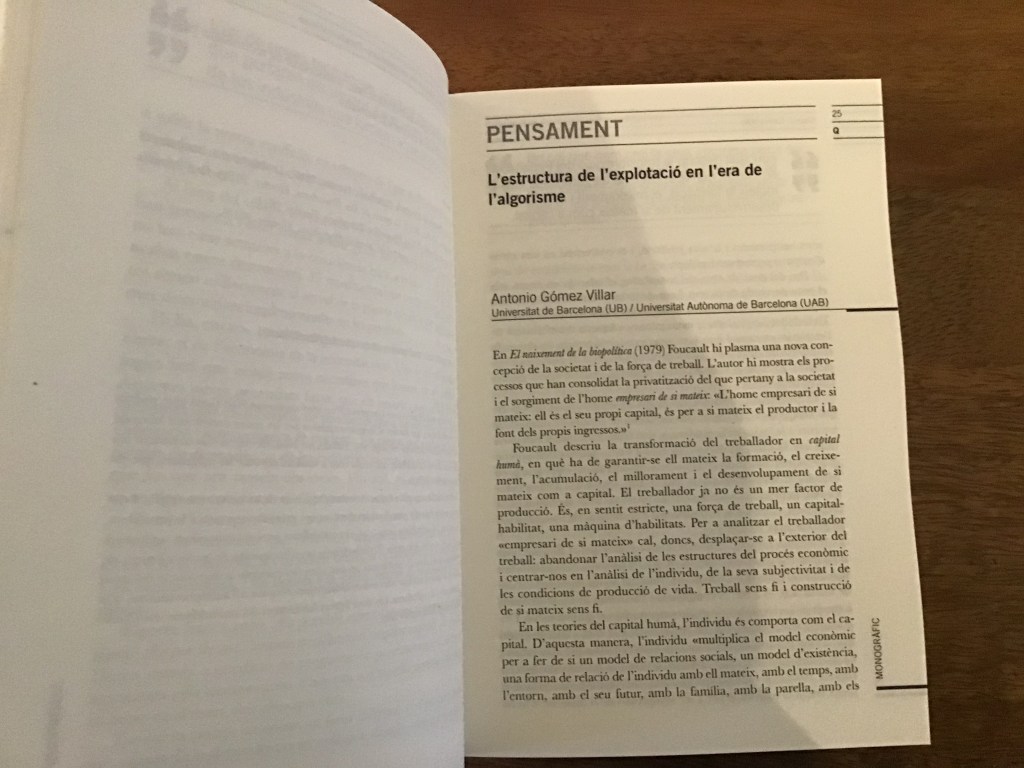 PENSAMENT
25
Q
L'estructura de l'explotació en l'era de
l'algorisme
Antonio Gómez Villar
Universitat de Barcelona (UB) / Universitat Autònoma de Barcelona (UAB)
En El naixement de la biopolítica (1979) Foucault hi plasma una nova con-
cepció de la societat i de la força de treball. L'autor hi mostra els pro-
cessos que han consolidat la privatització del que pertany a la societat
i el sorgiment de l'home empresari de si mateix: «L'home empresari de si
mateix: ell és el seu propi capital, és per a si mateix el productor i la
font dels propis ingressos.»1
Foucault descriu la transformació del treballador en capital
humà, en què ha de garantir-se ell mateix la formació, el creixe-
ment, l'acumulació, el millorament i el desenvolupament de si
mateix com a capital. El treballador ja no és un mer factor de
producció. És, en sentit estricte, una força de treball, un capital-
habilitat, una màquina d'habilitats. Per a analitzar el treballador
«empresari de si mateix» cal, doncs, desplaçar-se a l'exterior del
treball: abandonar l'anàlisi de les estructures del procés econòmic
i centrar-nos en l'anàlisi de l'individu, de la seva subjectivitat i de
les condicions de producció de vida. Treball sens fi i construcció
de si mateix sens fi.
En les teories del capital humà, l'individu és comporta com el ca-
pital. D'aquesta manera, l'individu «multiplica el model econòmic
per a fer de si un model de relacions socials, un model d'existència,
una forma de relació de l'individu amb ell mateix, amb el temps, amb
l'entorn, amb el seu futur, amb la família, amb la parella, amb els
MONOGRÀFIC